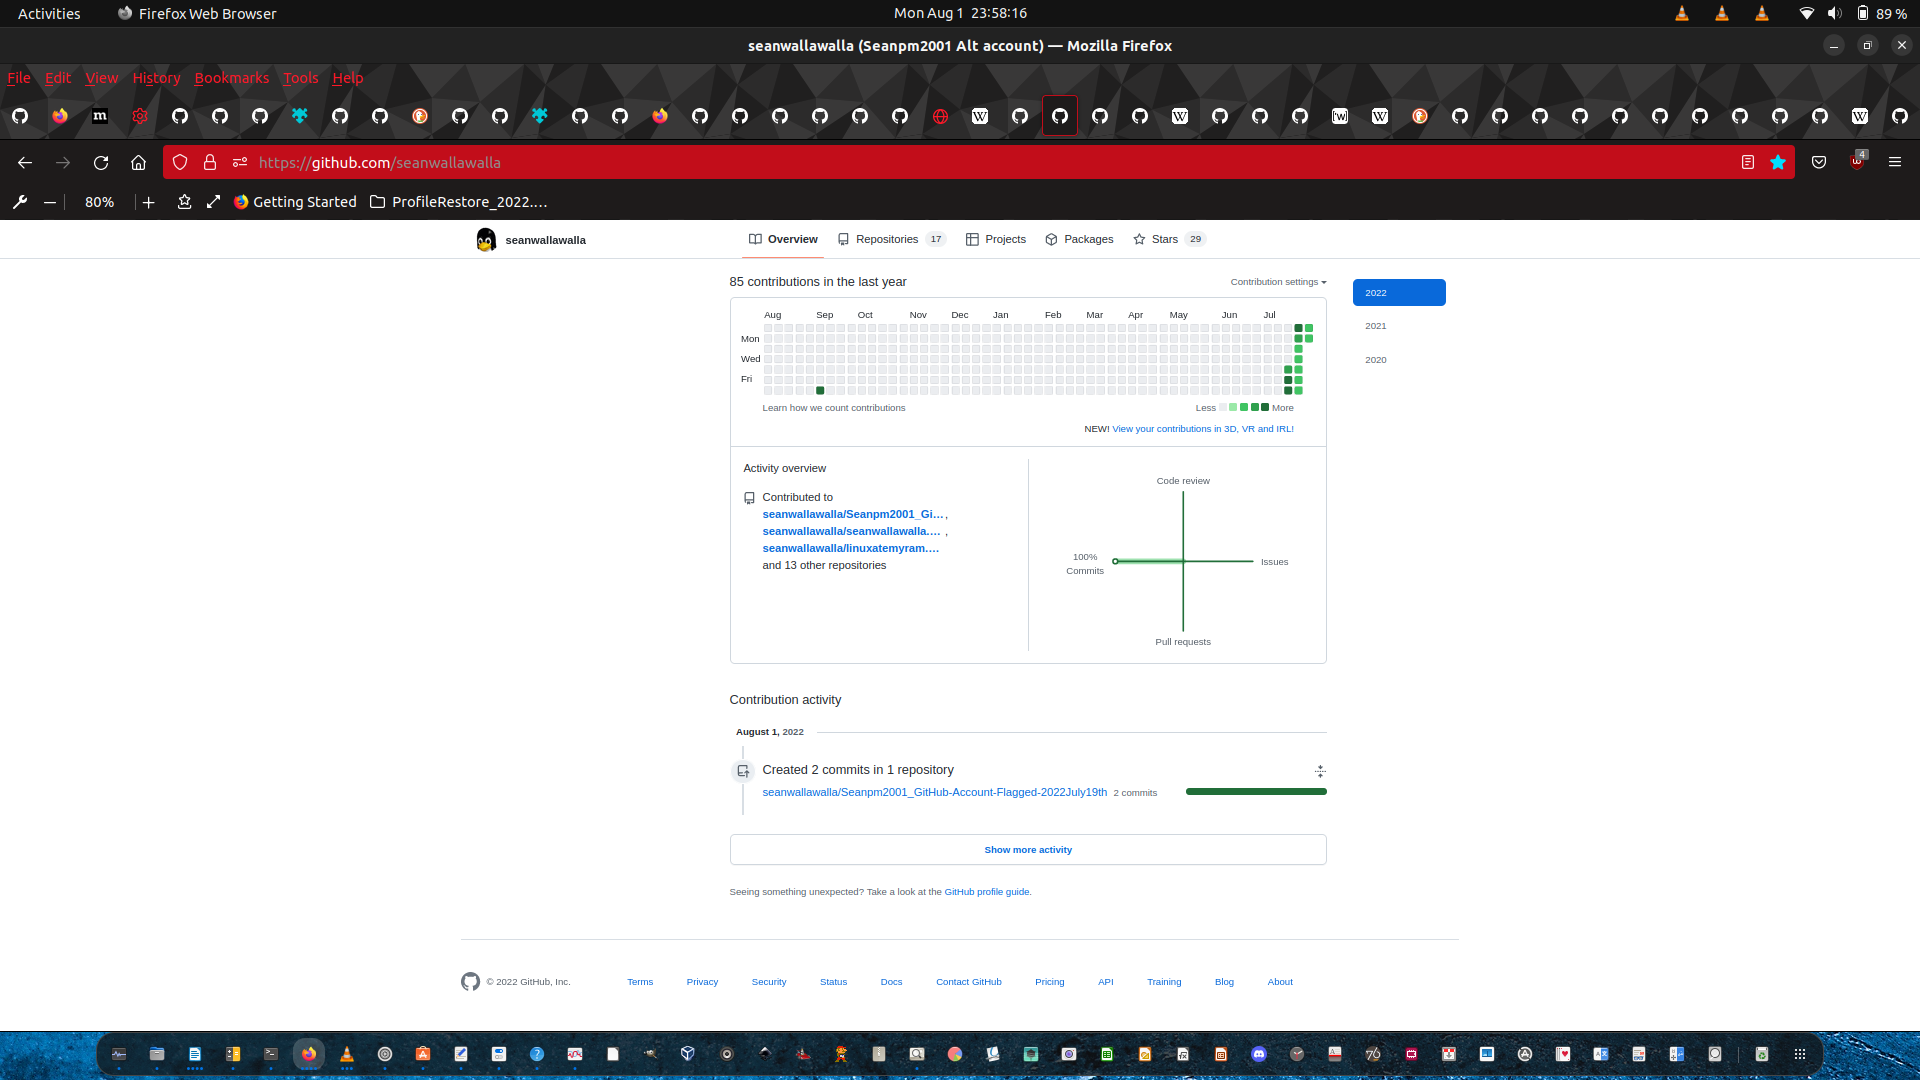 Activities Firefox Web Browser Mon Aug 1 23:58:16 89 %
seanwallawalla (Seanpm2001 Alt account) — Mozilla Firefox
File Edit View History Bookmarks Tools Help
https://github.com/seanwallawalla
80% Getting Started ProfileRestore_2022.…
seanwallawalla Overview Repositories 17 Projects Packages Stars 29
85 contributions in the last year Contribution settings
2022
2021
2020
Aug Sep Oct Nov Dec Jan Feb Mar Apr May Jun Jul
Mon
Wed
Fri
Learn how we count contributions Less More
NEW! View your contributions in 3D, VR and IRL!
Activity overview
Contributed to
seanwallawalla/Seanpm2001_Gi… ,
seanwallawalla/seanwallawalla.… ,
seanwallawalla/linuxatemyram.…
and 13 other repositories
Code review
100%
Commits
Issues
Pull requests
Contribution activity
August 1, 2022
Created 2 commits in 1 repository
seanwallawalla/Seanpm2001_GitHub-Account-Flagged-2022July19th 2 commits
Show more activity
Seeing something unexpected? Take a look at the GitHub profile guide.
© 2022 GitHub, Inc. Terms Privacy Security Status Docs Contact GitHub Pricing API Training Blog About